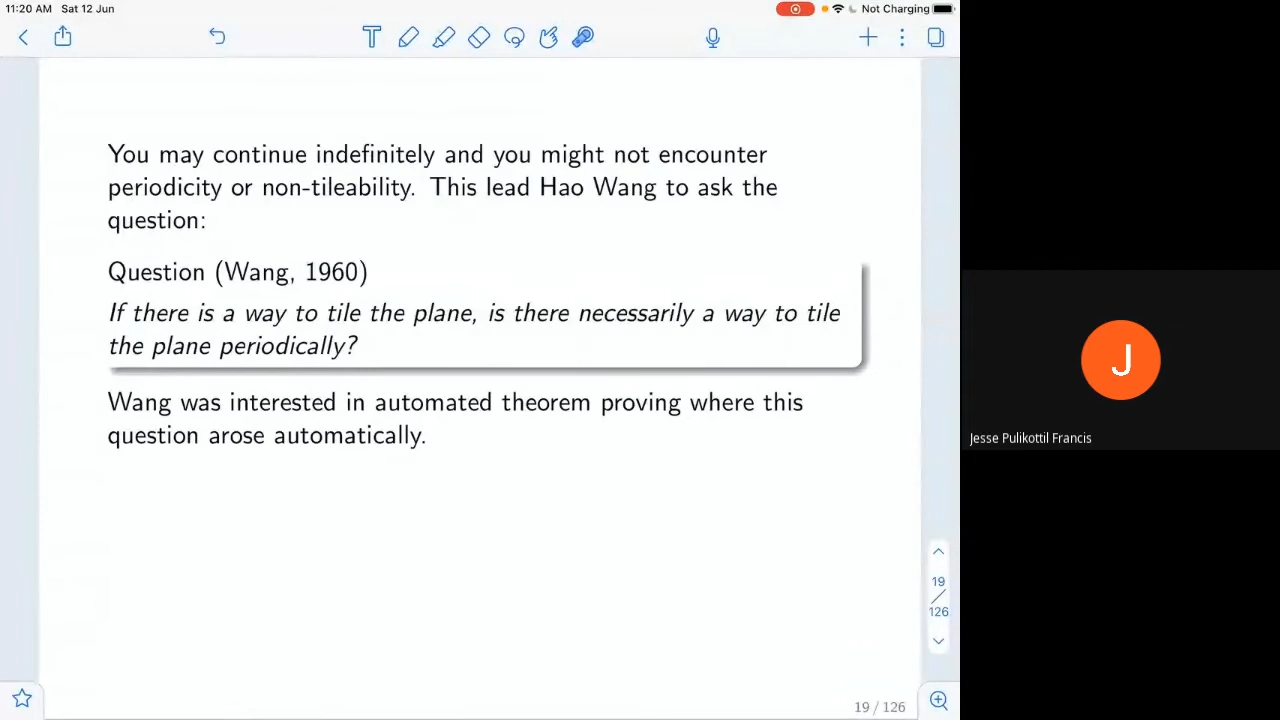 11:20 AM Sat 12 Jun
Not Charging
You may continue indefinitely and you might not encounter
periodicity or non-tileability. This lead Hao Wang to ask the
question:
Question (Wang, 1960)
If there is a way to tile the plane, is there necessarily a way to tile
the plane periodically?
Wang was interested in automated theorem proving where this
question arose automatically.
19
/
126
19 / 126
J
Jesse Pulikottil Francis